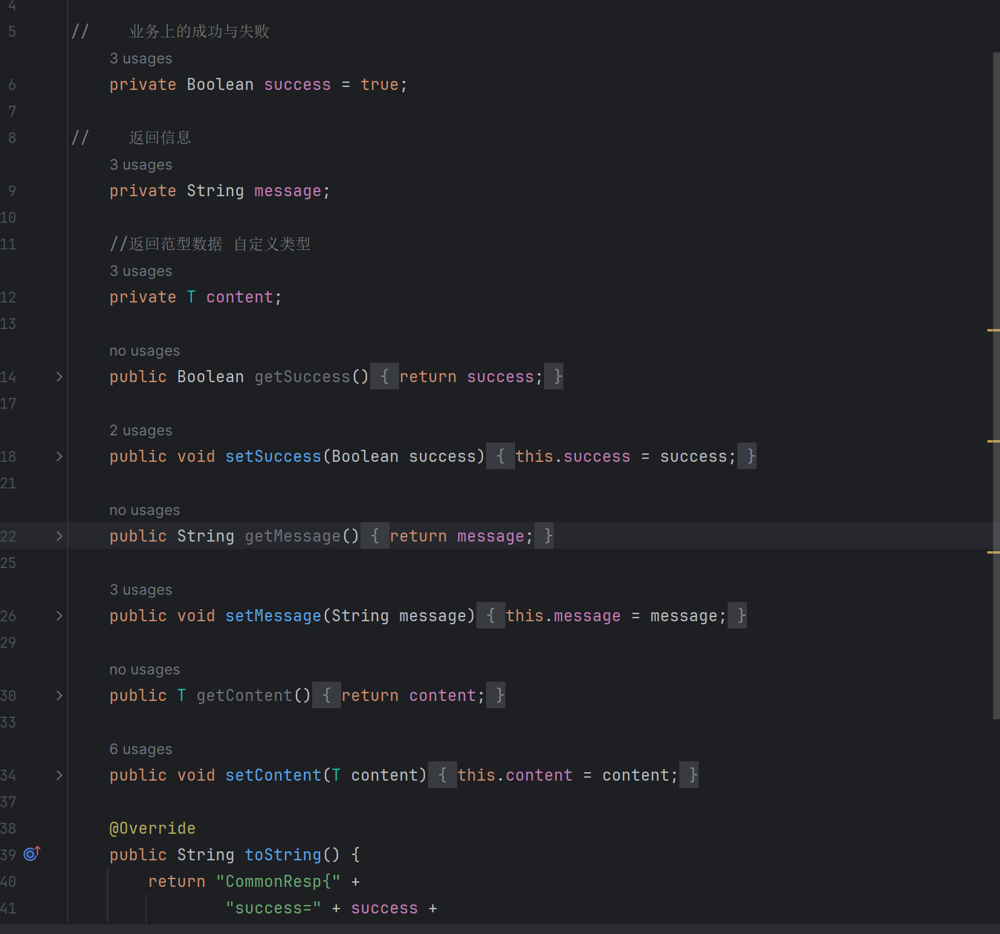 4
5 // 业务上的成功与失败
3 usages
6 private Boolean success = true;
7
8 // 返回信息
3 usages
9 private String message;
10
11 //返回范型数据 自定义类型
3 usages
12 private T content;
13
no usages
14 public Boolean getSuccess() { return success; }
17
2 usages
18 public void setSuccess(Boolean success) { this.success = success; }
21
no usages
22 public String getMessage() { return message; }
25
3 usages
26 public void setMessage(String message) { this.message = message; }
29
no usages
30 public T getContent() { return content; }
33
6 usages
34 public void setContent(T content) { this.content = content; }
37
38 @Override
39 public String toString() {
40 return "CommonResp{" +
41 "success=" + success +